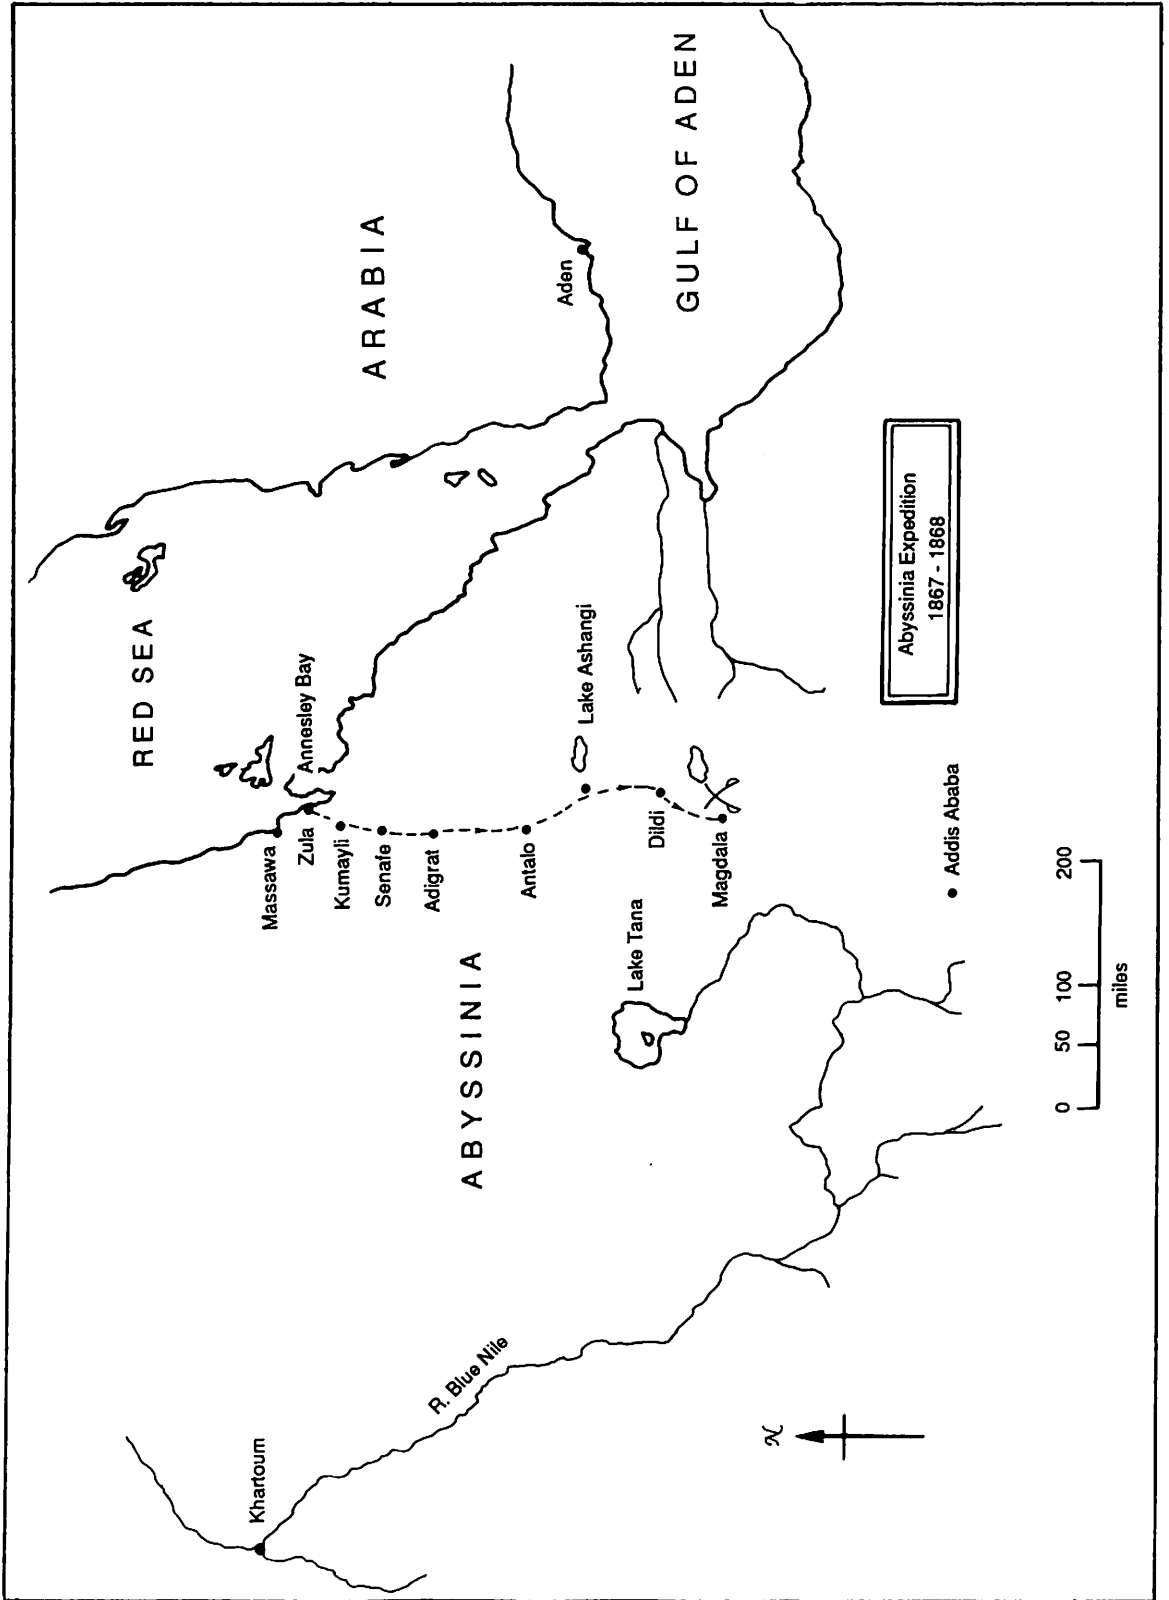 RED SEA
ARABIA
GULF OF ADEN
Aden
Annesley Bay
Massawa
Zula
Kumayli
Senafe
Adigrat
Antalo
Lake Ashangi
Dildi
Magdala
Lake Tana
ABYSSINIA
Addis Ababa
Khartoum
R. Blue Nile
N
Abyssinia Expedition
1867 - 1868
0 50 100 200
miles